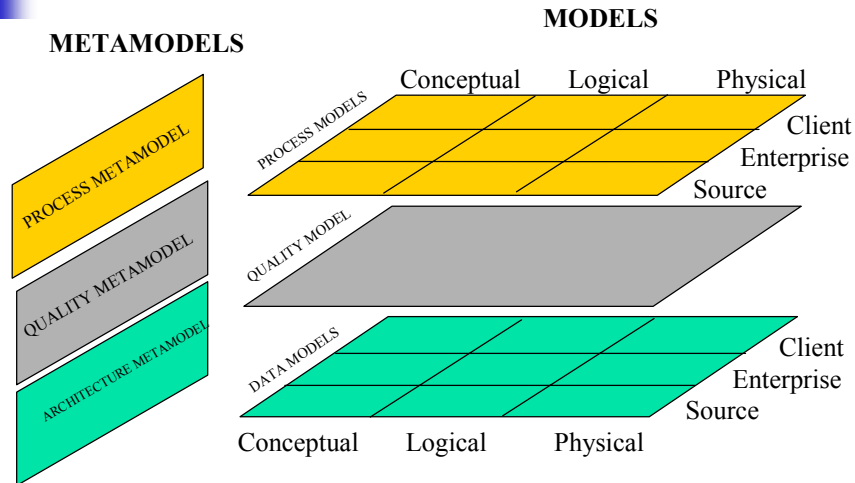 MODELS
METAMODELS
Conceptual Logical Physical
PROCESS METAMODEL
PROCESS MODELS
Client
Enterprise
Source
QUALITY METAMODEL
QUALITY MODEL
ARCHITECTURE METAMODEL
DATA MODELS
Client
Enterprise
Source
Conceptual Logical Physical